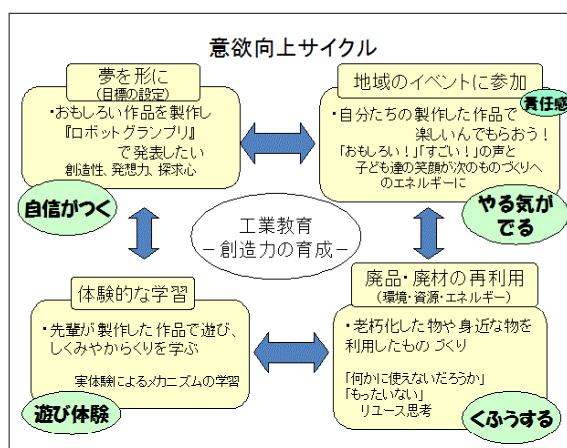 意欲向上サイクル
夢を形に
(目標の設定)
・おもしろい作品を製作し
『ロボットグランプリ』
で発表したい
創造性、発想力、探求心
自信がつく
地域のイベントに参加
責任感
・自分たちの製作した作品で
楽しいんでもらおう！
「おもしろい！」「すごい！」の声と
子ども達の笑顔が次のものづくりへ
のエネルギーに
やる気が
でる
工業教育
－創造力の育成－
体験的な学習
・先輩が製作した作品で遊び、
しくみやからくりを学ぶ
実体験によるメカニズムの学習
遊び体験
廃品・廃材の再利用
(環境・資源・エネルギー)
・老朽化した物や身近な物を
利用したものづくり
「何かに使えないだろうか」
「もったいない」
リユース思考
くふうする